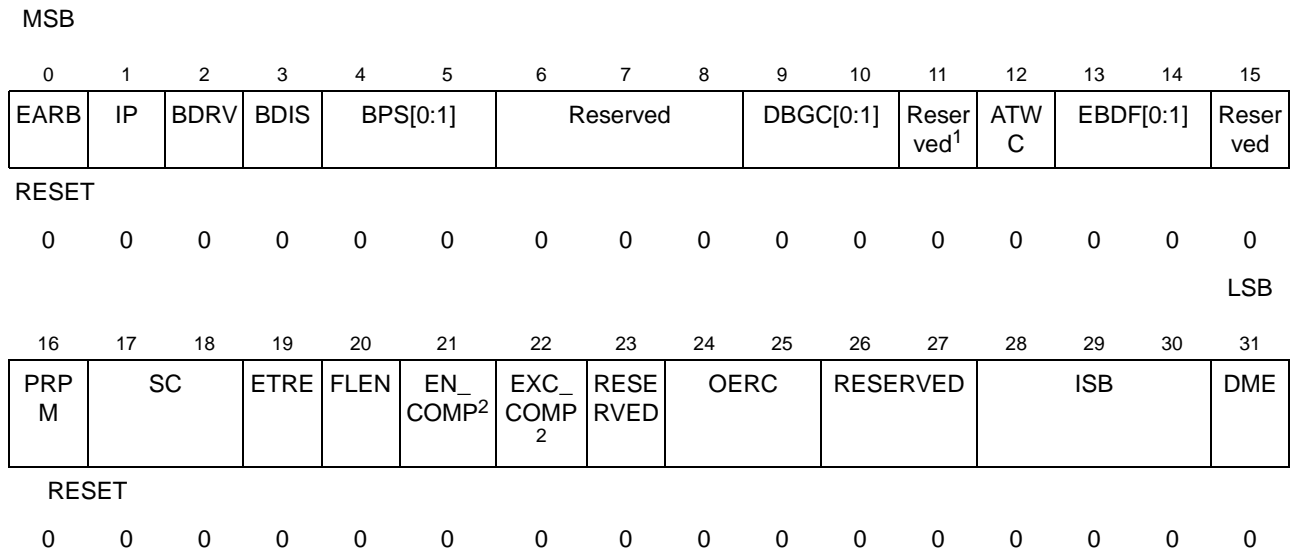 MSB
0 1 2 3 4 5 6 7 8 9 10 11 12 13 14 15
EARB IP BDRV BDIS BPS[0:1] Reserved DBGC[0:1] Reser ATW EBDF[0:1] Reser
ved1 C ved
RESET
0 0 0 0 0 0 0 0 0 0 0 0 0 0 0 0
LSB
16 17 18 19 20 21 22 23 24 25 26 27 28 29 30 31
PRP SC ETRE FLEN EN_ EXC_ RESE OERC RESERVED ISB DME
M COMP2 COMP RVED
2
RESET
0 0 0 0 0 0 0 0 0 0 0 0 0 0 0 0